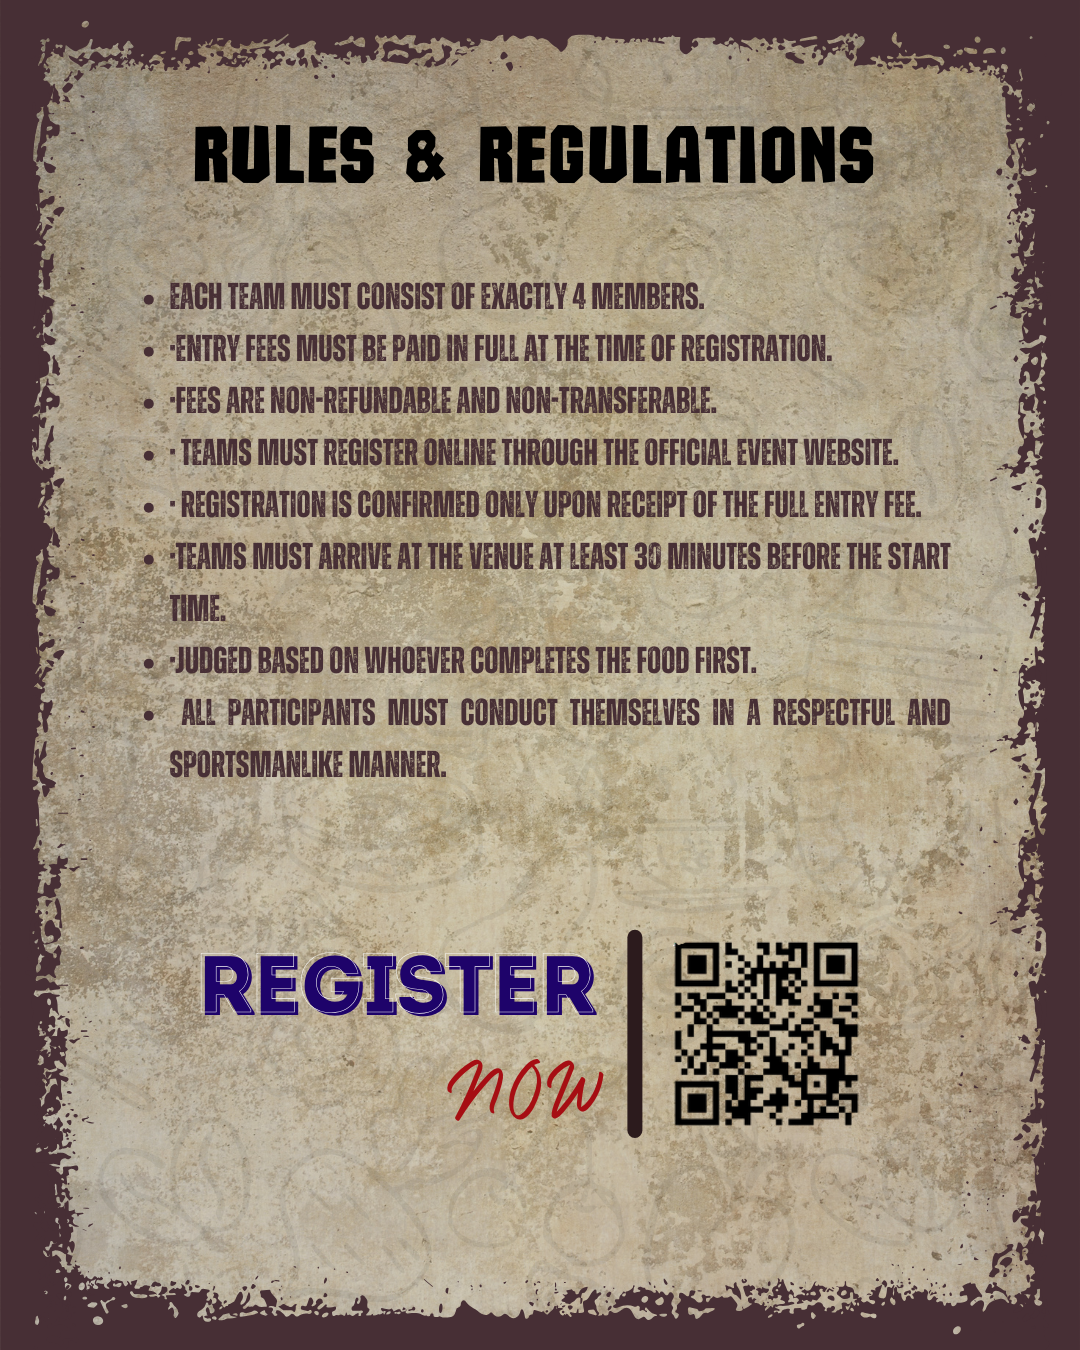 RULES & REGULATIONS
• EACH TEAM MUST CONSIST OF EXACTLY 4 MEMBERS.
• ·ENTRY FEES MUST BE PAID IN FULL AT THE TIME OF REGISTRATION.
• ·FEES ARE NON-REFUNDABLE AND NON-TRANSFERABLE.
• · TEAMS MUST REGISTER ONLINE THROUGH THE OFFICIAL EVENT WEBSITE.
• · REGISTRATION IS CONFIRMED ONLY UPON RECEIPT OF THE FULL ENTRY FEE.
• ·TEAMS MUST ARRIVE AT THE VENUE AT LEAST 30 MINUTES BEFORE THE START
TIME.
• ·JUDGED BASED ON WHOEVER COMPLETES THE FOOD FIRST.
• ALL PARTICIPANTS MUST CONDUCT THEMSELVES IN A RESPECTFUL AND
SPORTSMANLIKE MANNER.
REGISTER
now